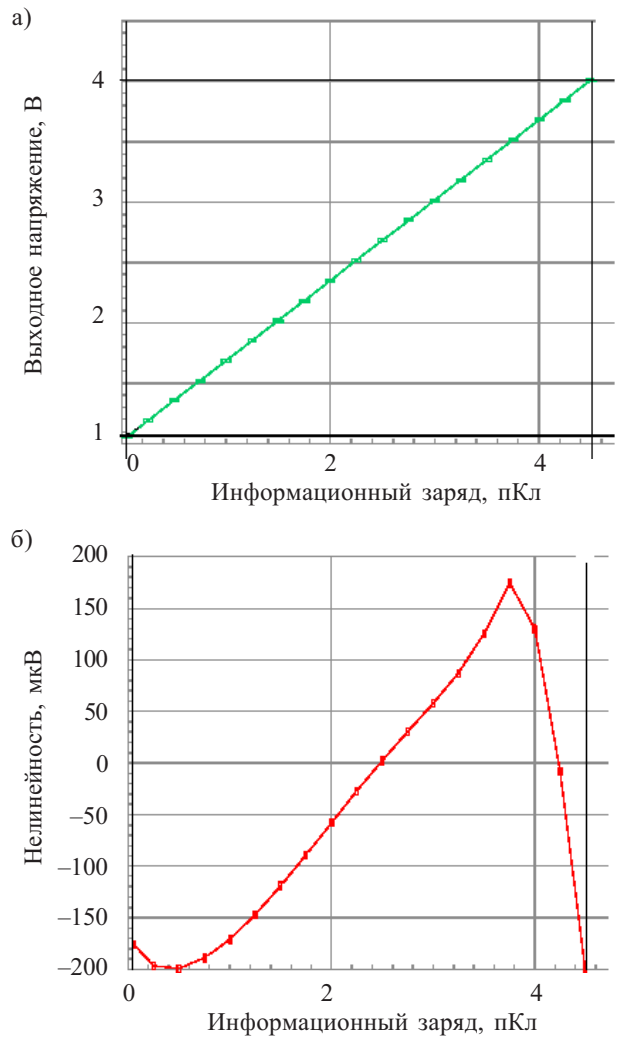 а)
Выходное напряжение, В
4
3
2
1
0 2 4
Информационный заряд, пКл
б)
Нелинейность, мкВ
200
150
100
50
0
–50
–100
–150
–200
0 2 4
Информационный заряд, пКл